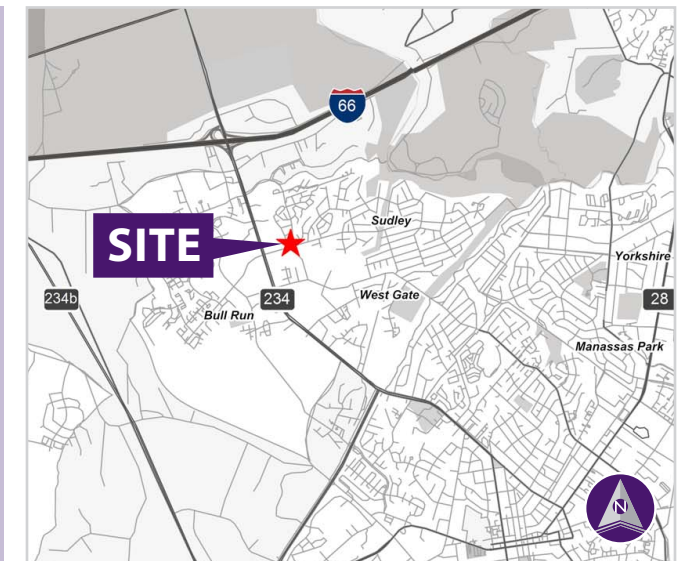 66
SITE
Sudley
Yorkshire
234b
234
West Gate
28
Bull Run
Manassas Park
N